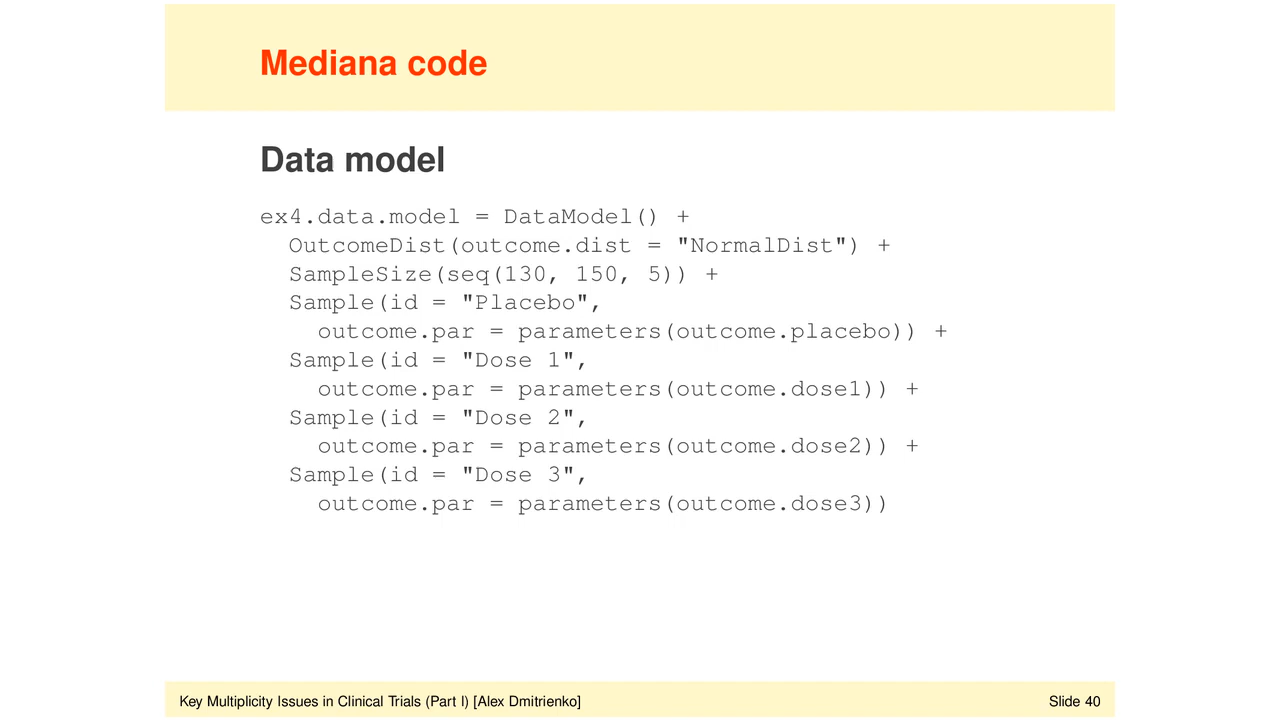 Mediana code
Data model
ex4.data.model = DataModel() +
  OutcomeDist(outcome.dist = "NormalDist") +
  SampleSize(seq(130, 150, 5)) +
  Sample(id = "Placebo",
    outcome.par = parameters(outcome.placebo)) +
  Sample(id = "Dose 1",
    outcome.par = parameters(outcome.dose1)) +
  Sample(id = "Dose 2",
    outcome.par = parameters(outcome.dose2)) +
  Sample(id = "Dose 3",
    outcome.par = parameters(outcome.dose3))
Key Multiplicity Issues in Clinical Trials (Part I) [Alex Dmitrienko]
Slide 40